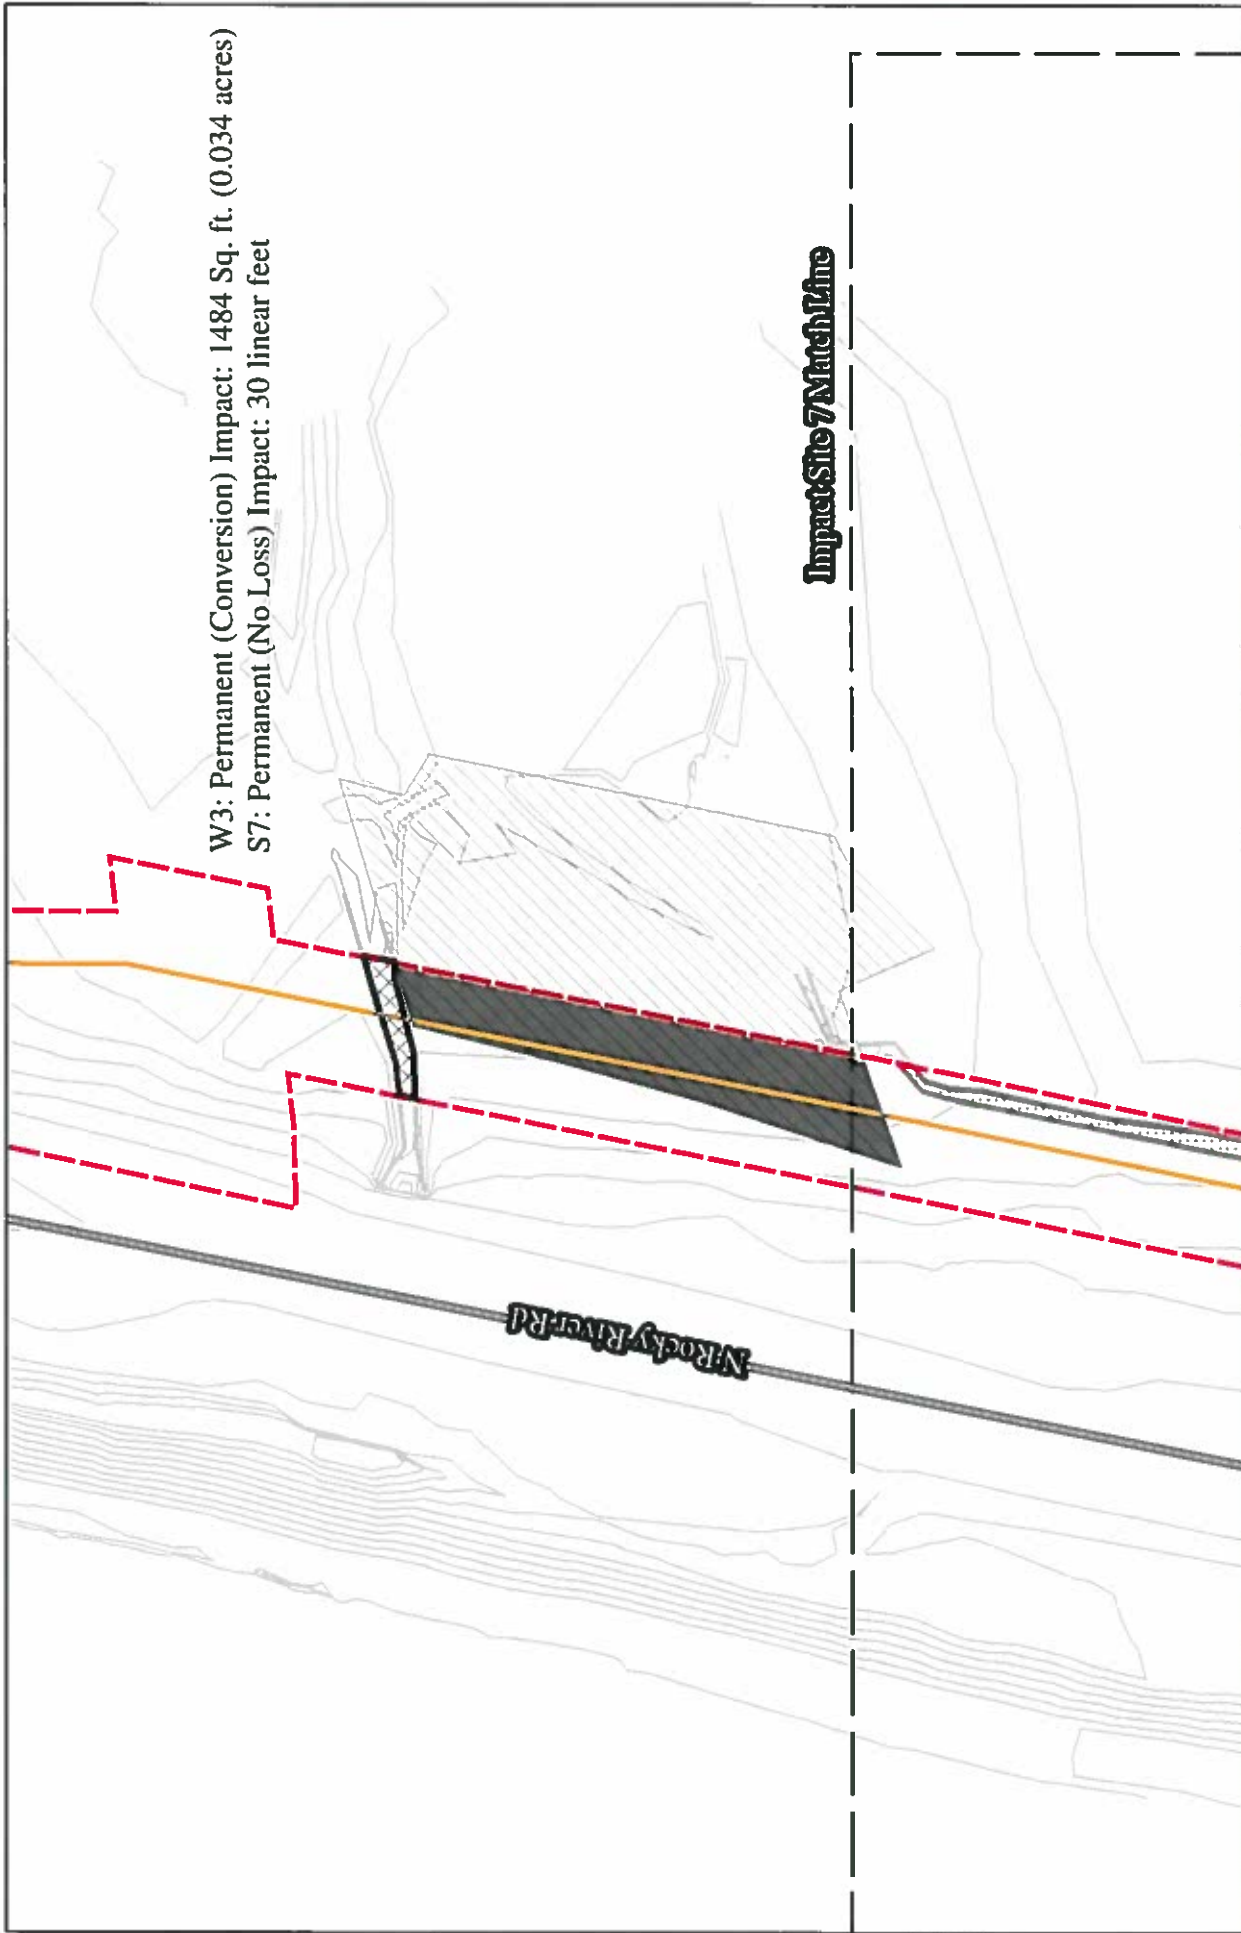 W3: Permanent (Conversion) Impact: 1484 Sq. ft. (0.034 acres)
S7: Permanent (No Loss) Impact: 30 linear feet
Impact Site 7 Match Line
N Rocky River Rd